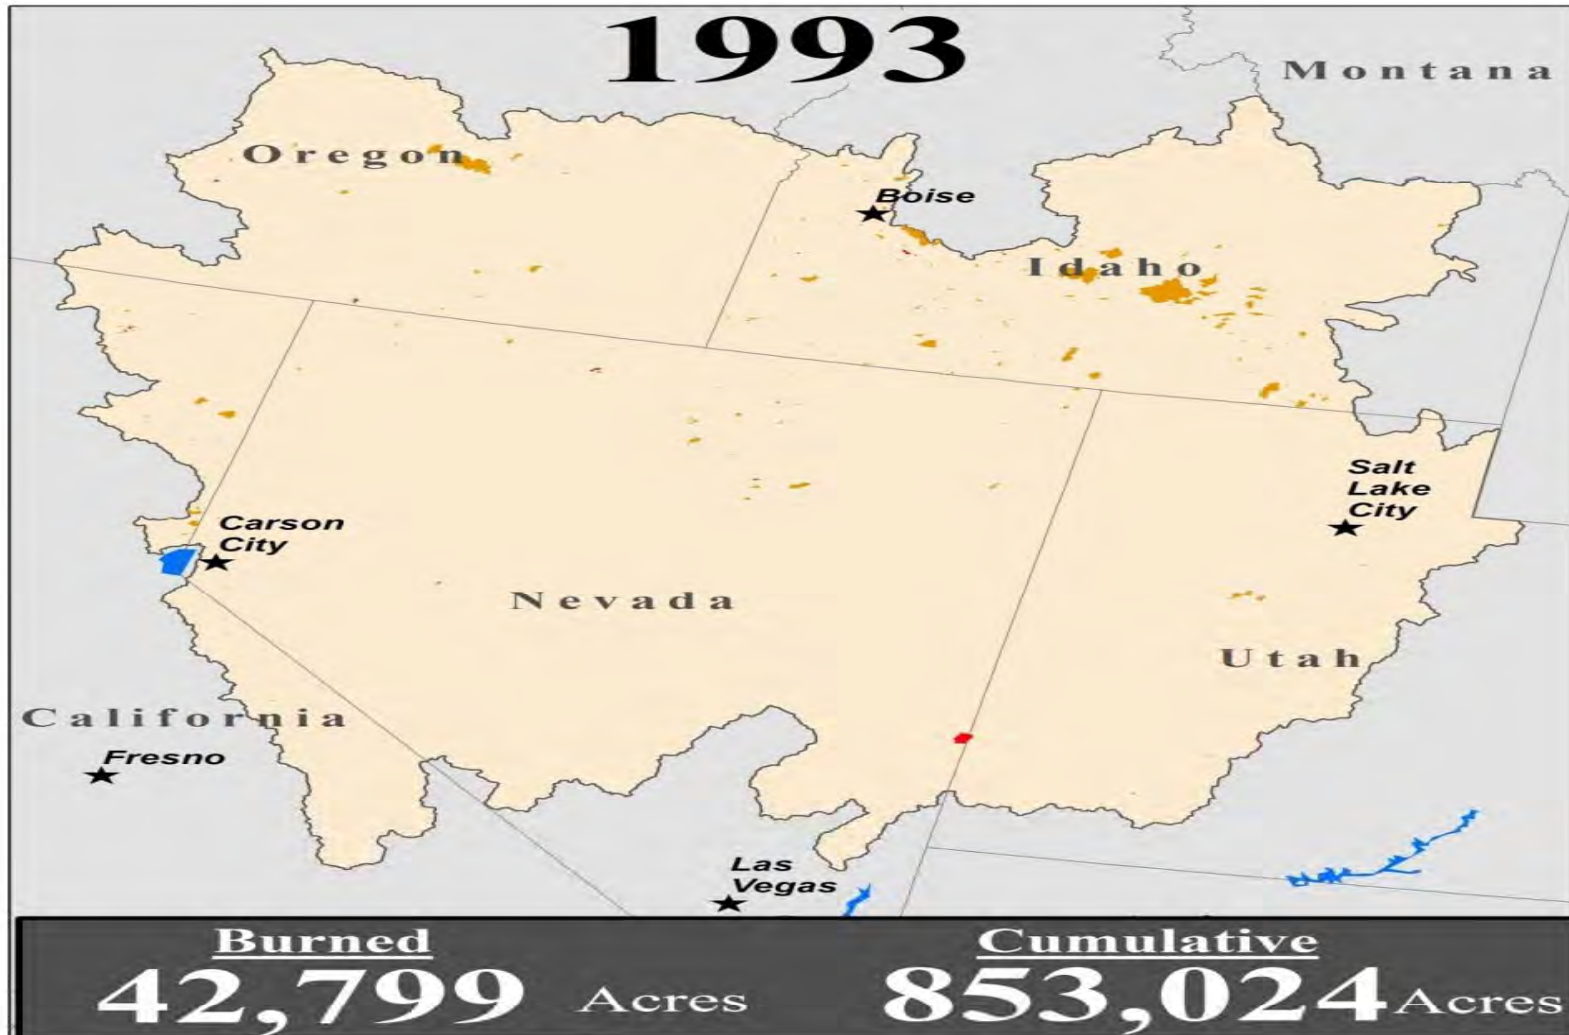 1993
Montana
Oregon
Boise
Idaho
Salt
Lake
City
Carson
City
Nevada
Utah
California
Fresno
Las
Vegas
Burned
42,799 Acres
Cumulative
853,024 Acres